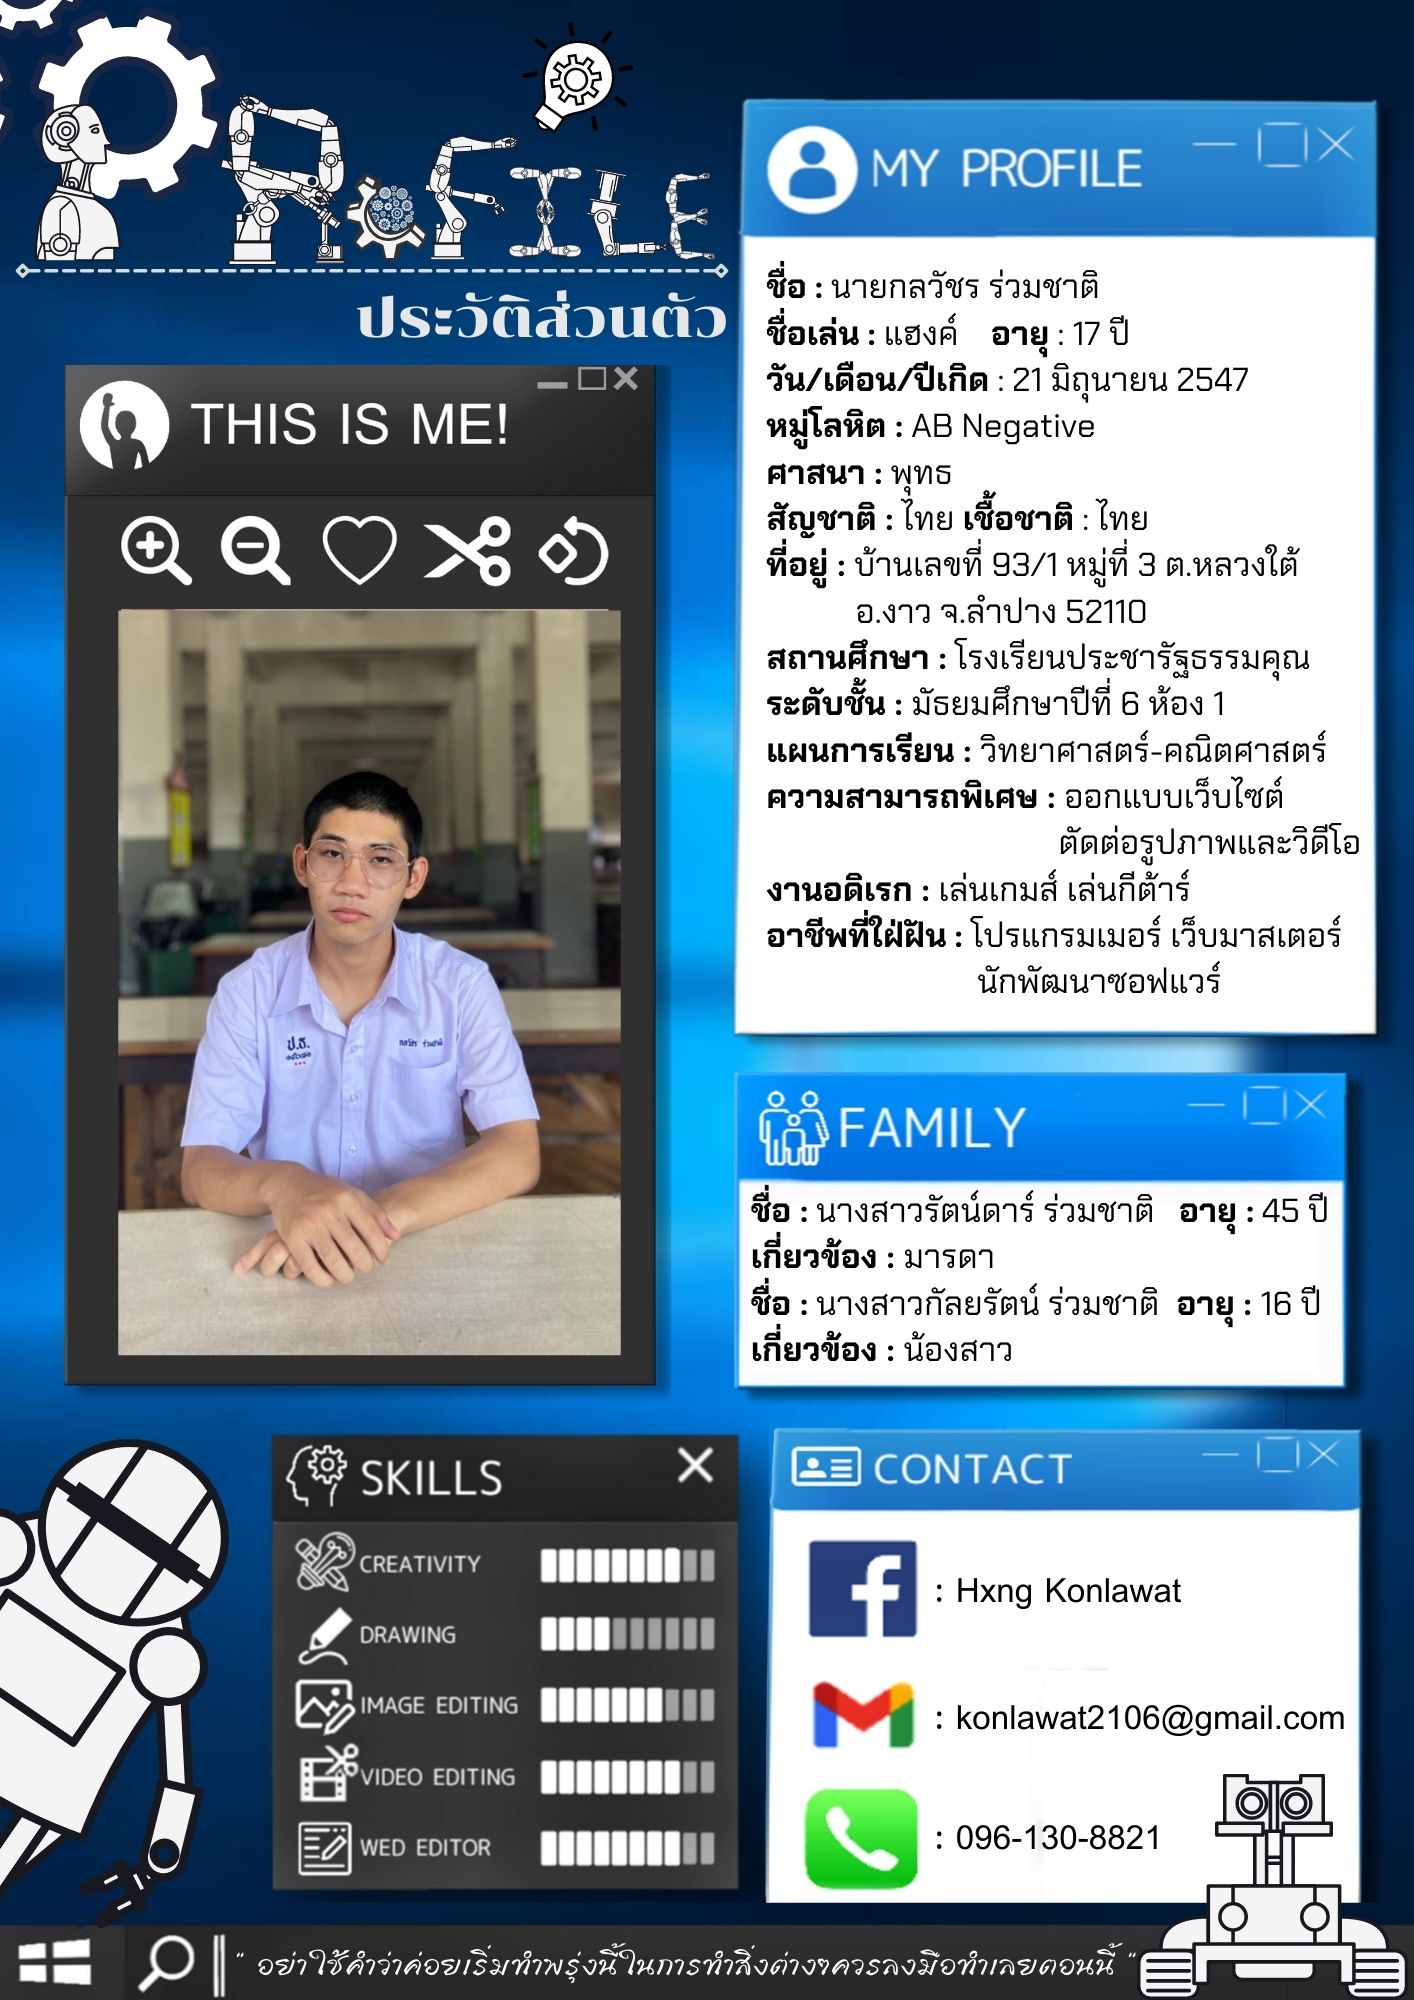 PROFILE
ประวัติส่วนตัว
THIS IS ME!
ป.ธ.
กลวัชร ร่วมชาติ
MY PROFILE
ชื่อ : นายกลวัชร ร่วมชาติ
ชื่อเล่น : แฮงค์ อายุ : 17 ปี
วัน/เดือน/ปีเกิด : 21 มิถุนายน 2547
หมู่โลหิต : AB Negative
ศาสนา : พุทธ
สัญชาติ : ไทย เชื้อชาติ : ไทย
ที่อยู่ : บ้านเลขที่ 93/1 หมู่ที่ 3 ต.หลวงใต้
อ.งาว จ.ลำปาง 52110
สถานศึกษา : โรงเรียนประชารัฐธรรมคุณ
ระดับชั้น : มัธยมศึกษาปีที่ 6 ห้อง 1
แผนการเรียน : วิทยาศาสตร์-คณิตศาสตร์
ความสามารถพิเศษ : ออกแบบเว็บไซต์
ตัดต่อรูปภาพและวิดีโอ
งานอดิเรก : เล่นเกมส์ เล่นกีต้าร์
อาชีพที่ใฝ่ฝัน : โปรแกรมเมอร์ เว็บมาสเตอร์
นักพัฒนาซอฟแวร์
FAMILY
ชื่อ : นางสาวรัตน์ดาร์ ร่วมชาติ อายุ : 45 ปี
เกี่ยวข้อง : มารดา
ชื่อ : นางสาวกัลยรัตน์ ร่วมชาติ อายุ : 16 ปี
เกี่ยวข้อง : น้องสาว
SKILLS
CREATIVITY
DRAWING
IMAGE EDITING
VIDEO EDITING
WED EDITOR
CONTACT
: Hxng Konlawat
: konlawat2106@gmail.com
: 096-130-8821
" อย่าใช้คำว่าค่อยเริ่มทำพรุ่งนี้ในการทำสิ่งต่างๆควรลงมือทำเลยตอนนี้ "